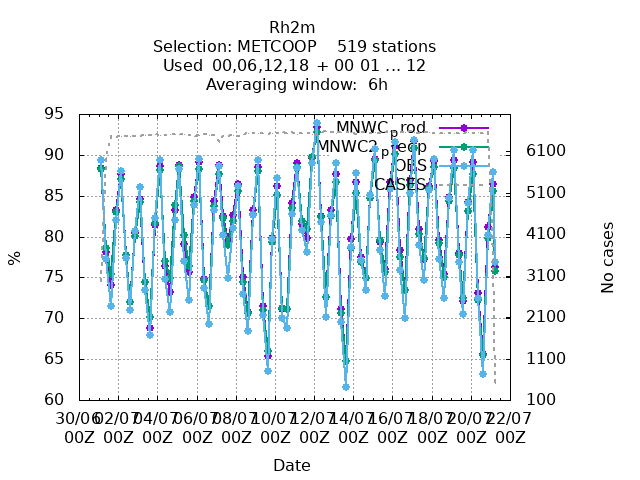 Rh2m
Selection: METCOOP 519 stations
Used 00,06,12,18 + 00 01 ... 12
Averaging window: 6h
MNWC_prod
MNWC2_preop
OBS
CASES
95
90
85
80
75
70
65
60
%
6100
5100
4100
3100
2100
1100
100
No cases
30/06 02/07 04/07 06/07 08/07 10/07 12/07 14/07 16/07 18/07 20/07 22/07
00Z 00Z 00Z 00Z 00Z 00Z 00Z 00Z 00Z 00Z 00Z 00Z
Date